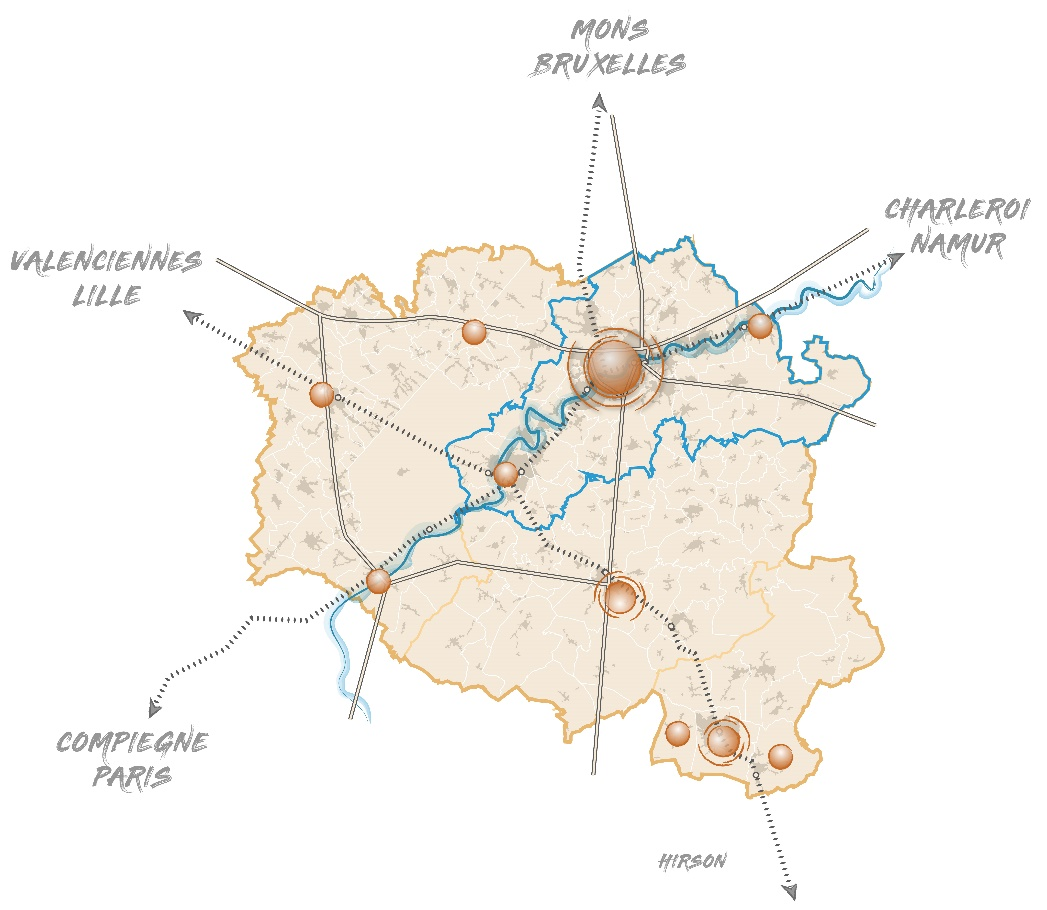 MONS
BRUXELLES
CHARLEROI
NAMUR
VALENCIENNES
LILLE
COMPIEGNE
PARIS
HIRSON